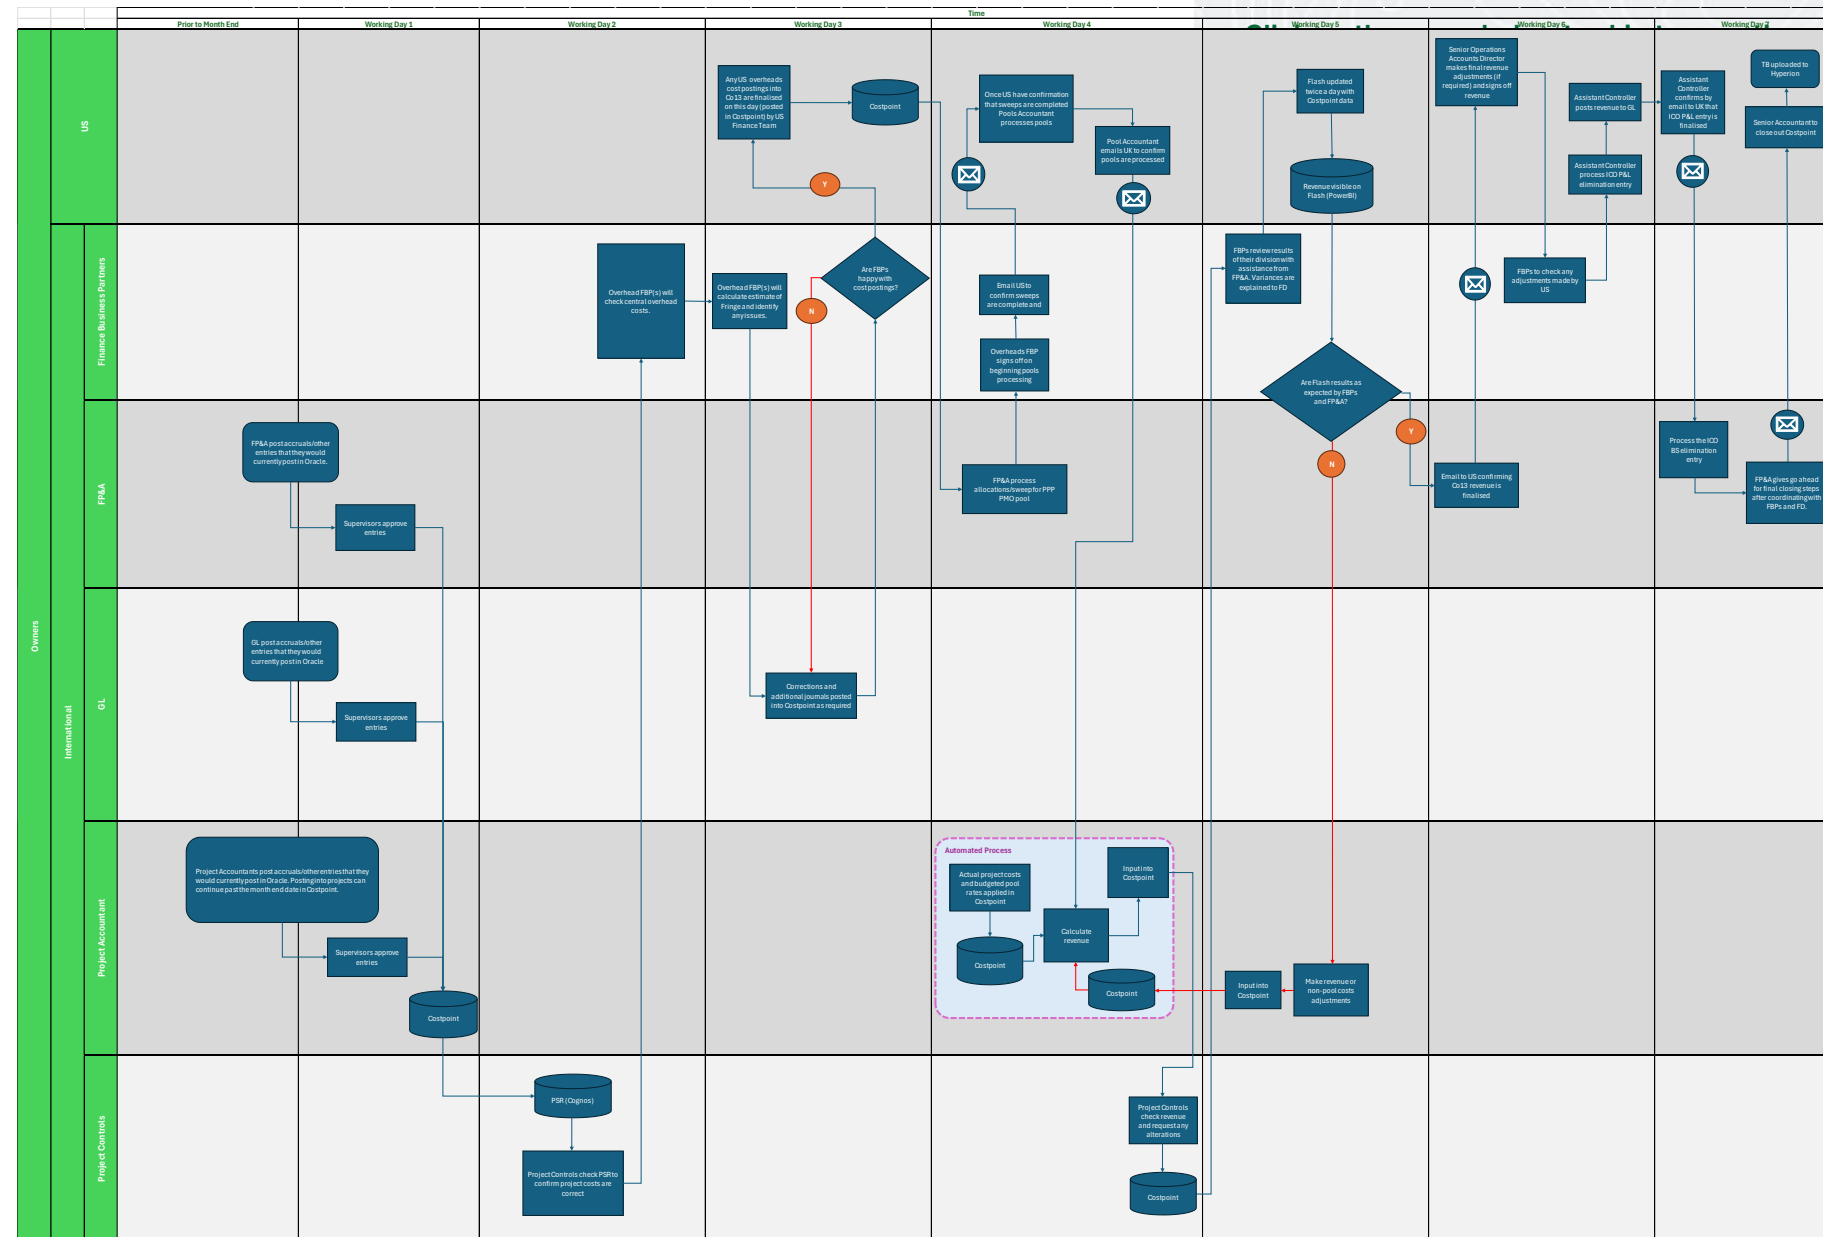 Time
Prior to Month End
Working Day 1
Working Day 2
Working Day 3
Working Day 4
Working Day 5
Working Day 6
Working Day 7
Owners
International
US
Finance Business Partners
FP&A
GL
Project Accountant
Project Controls
Any US overheads
cost postings into
Co13 are finalised
on this day (posted
in Costpoint) by US
Finance Team
Costpoint
Y
Once US have confirmation
that sweeps are completed
Pools Accountant
processes pools
Pool Accountant
emails UK to confirm
pools are processed
Flash updated
twice a day with
Costpoint data
Revenue visible on
Flash (PowerBI)
Senior Operations
Accounts Director
makes final revenue
adjustments (if
required) and signs off
revenue
Assistant Controller
posts revenue to GL
Assistant Controller
process ICO P&L
elimination entry
Assistant
Controller
confirms by
email to UK that
ICO P&L entry is
finalised
TB uploaded to
Hyperion
Senior Accountant to
close out Costpoint
Overhead FBP(s) will
check central overhead
costs.
Overhead FBP(s) will
calculate estimate of
Fringe and identify
any issues.
Are FBPs
happy with
cost postings?
N
Email US to
confirm sweeps
are complete and
Overheads FBP
signs off on
beginning pools
processing
FBPs review results
of their division with
assistance from
FP&A. Variances are
explained to FD
Are Flash results as
expected by FBPs
and FP&A?
Y
N
FBPs to check any
adjustments made by
US
FP&A post accruals/other
entries that they would
currently post in Oracle.
Supervisors approve
entries
FP&A process
allocations/sweep for PPP
PMO pool
Email to US confirming
Co13 revenue is
finalised
Process the ICO
BS elimination
entry
FP&A gives go ahead
for final closing steps
after coordinating with
FBPs and FD.
GL post accruals/other
entries that they would
currently post in Oracle
Supervisors approve
entries
Corrections and
additional journals posted
into Costpoint as required
Project Accountants post accruals/other entries that they
would currently post in Oracle. Posting into projects can
continue past the month end date in Costpoint.
Supervisors approve
entries
Costpoint
Automated Process
Actual project costs
and budgeted pool
rates applied in
Costpoint
Costpoint
Calculate
revenue
Input into
Costpoint
Costpoint
Input into
Costpoint
Make revenue or
non-pool costs
adjustments
PSR (Cognos)
Project Controls check PSR to
confirm project costs are
correct
Project Controls
check revenue
and request any
alterations
Costpoint